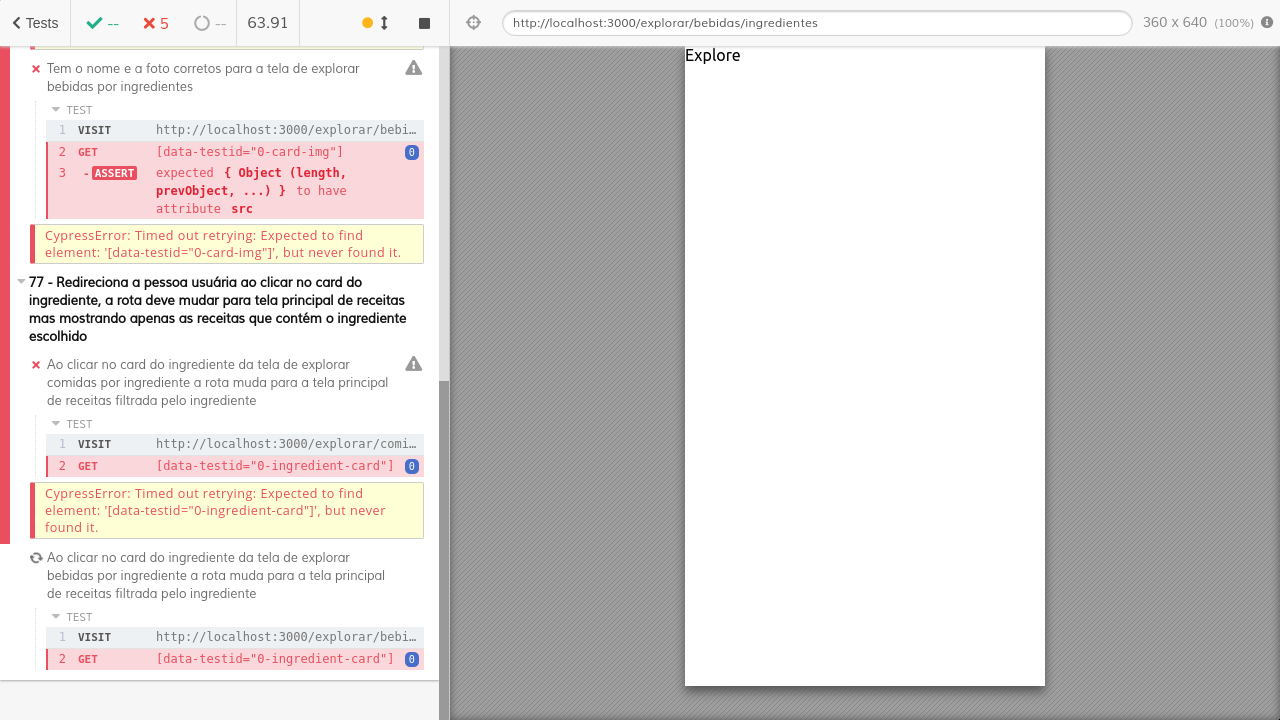 Tests
--
5
--
63.91
http://localhost:3000/explorar/bebidas/ingredientes
360 x 640 (100%)
Tem o nome e a foto corretos para a tela de explorar
bebidas por ingredientes
TEST
1 VISIT http://localhost:3000/explorar/bebi…
2 GET [data-testid="0-card-img"] 0
3 -ASSERT expected { Object (length,
prevObject, ...) } to have
attribute src
CypressError: Timed out retrying: Expected to find
element: '[data-testid="0-card-img"]', but never found it.
77 - Redireciona a pessoa usuária ao clicar no card do
ingrediente, a rota deve mudar para tela principal de receitas
mas mostrando apenas as receitas que contém o ingrediente
escolhido
Ao clicar no card do ingrediente da tela de explorar
comidas por ingrediente a rota muda para a tela principal
de receitas filtrada pelo ingrediente
TEST
1 VISIT http://localhost:3000/explorar/comi…
2 GET [data-testid="0-ingredient-card"] 0
CypressError: Timed out retrying: Expected to find
element: '[data-testid="0-ingredient-card"]', but never
found it.
Ao clicar no card do ingrediente da tela de explorar
bebidas por ingrediente a rota muda para a tela principal
de receitas filtrada pelo ingrediente
TEST
1 VISIT http://localhost:3000/explorar/bebi…
2 GET [data-testid="0-ingredient-card"] 0
Explore